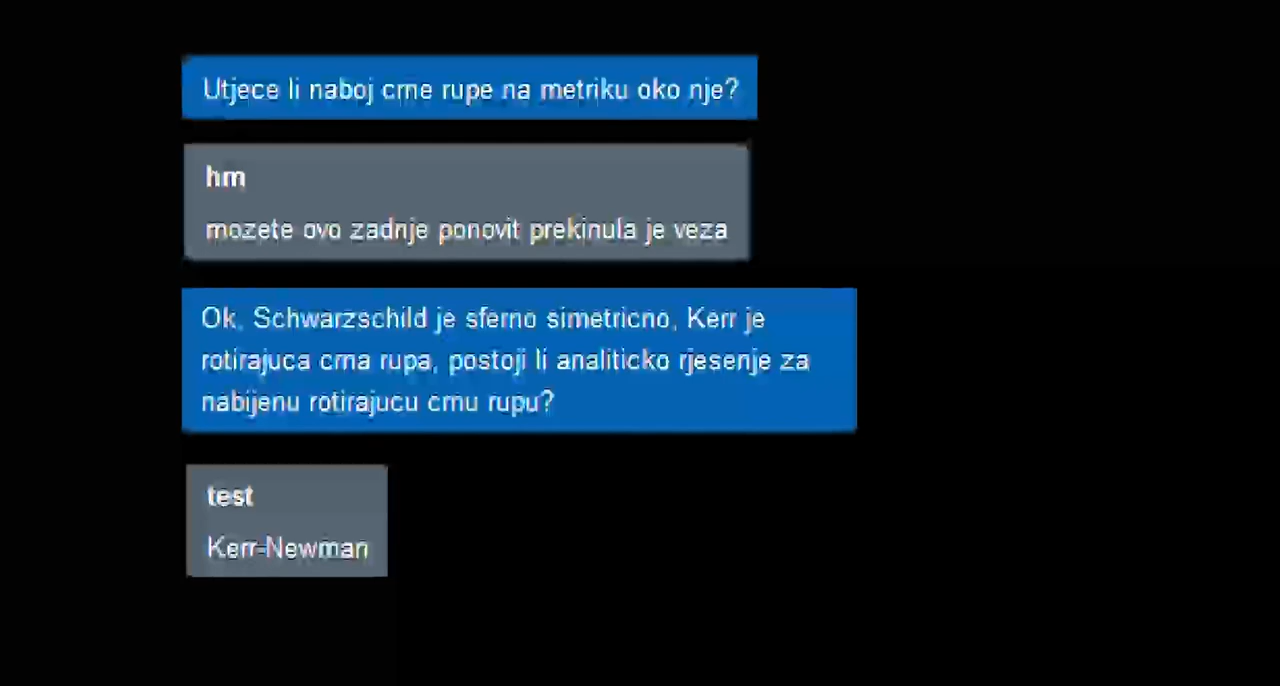 Utjece li naboj crne rupe na metriku oko nje?
hm
mozete ovo zadnje ponovit prekinula je veza
Ok, Schwarzschild je sferno simetricno, Kerr je
rotirajuca crna rupa, postoji li analiticko rjesenje za
nabijenu rotirajucu crnu rupu?
test
Kerr-Newman